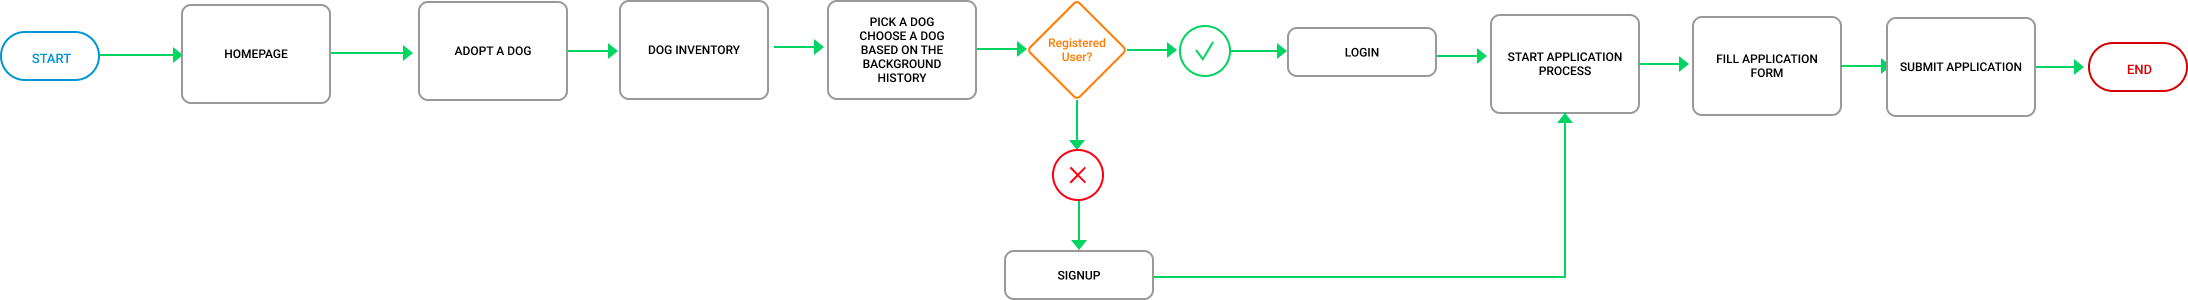 START
HOMEPAGE
ADOPT A DOG
DOG INVENTORY
PICK A DOG
CHOOSE A DOG
BASED ON THE
BACKGROUND
HISTORY
Registered
User?
LOGIN
START APPLICATION
PROCESS
FILL APPLICATION
FORM
SUBMIT APPLICATION
END
SIGNUP